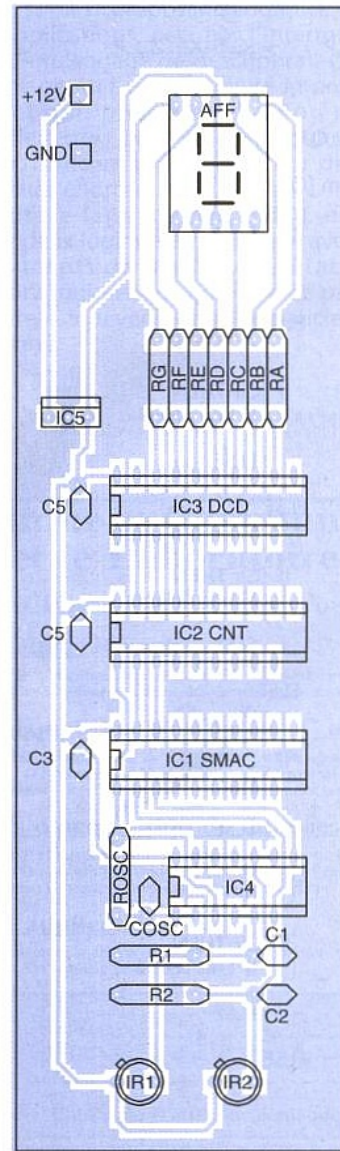 +12V
AFF
GND
RG
RF
RE
RD
RC
RB
RA
IC5
C5
IC3 DCD
C5
IC2 CNT
C3
IC1 SMAC
ROSC
IC4
COSC
R1
C1
R2
C2
IR1
IR2